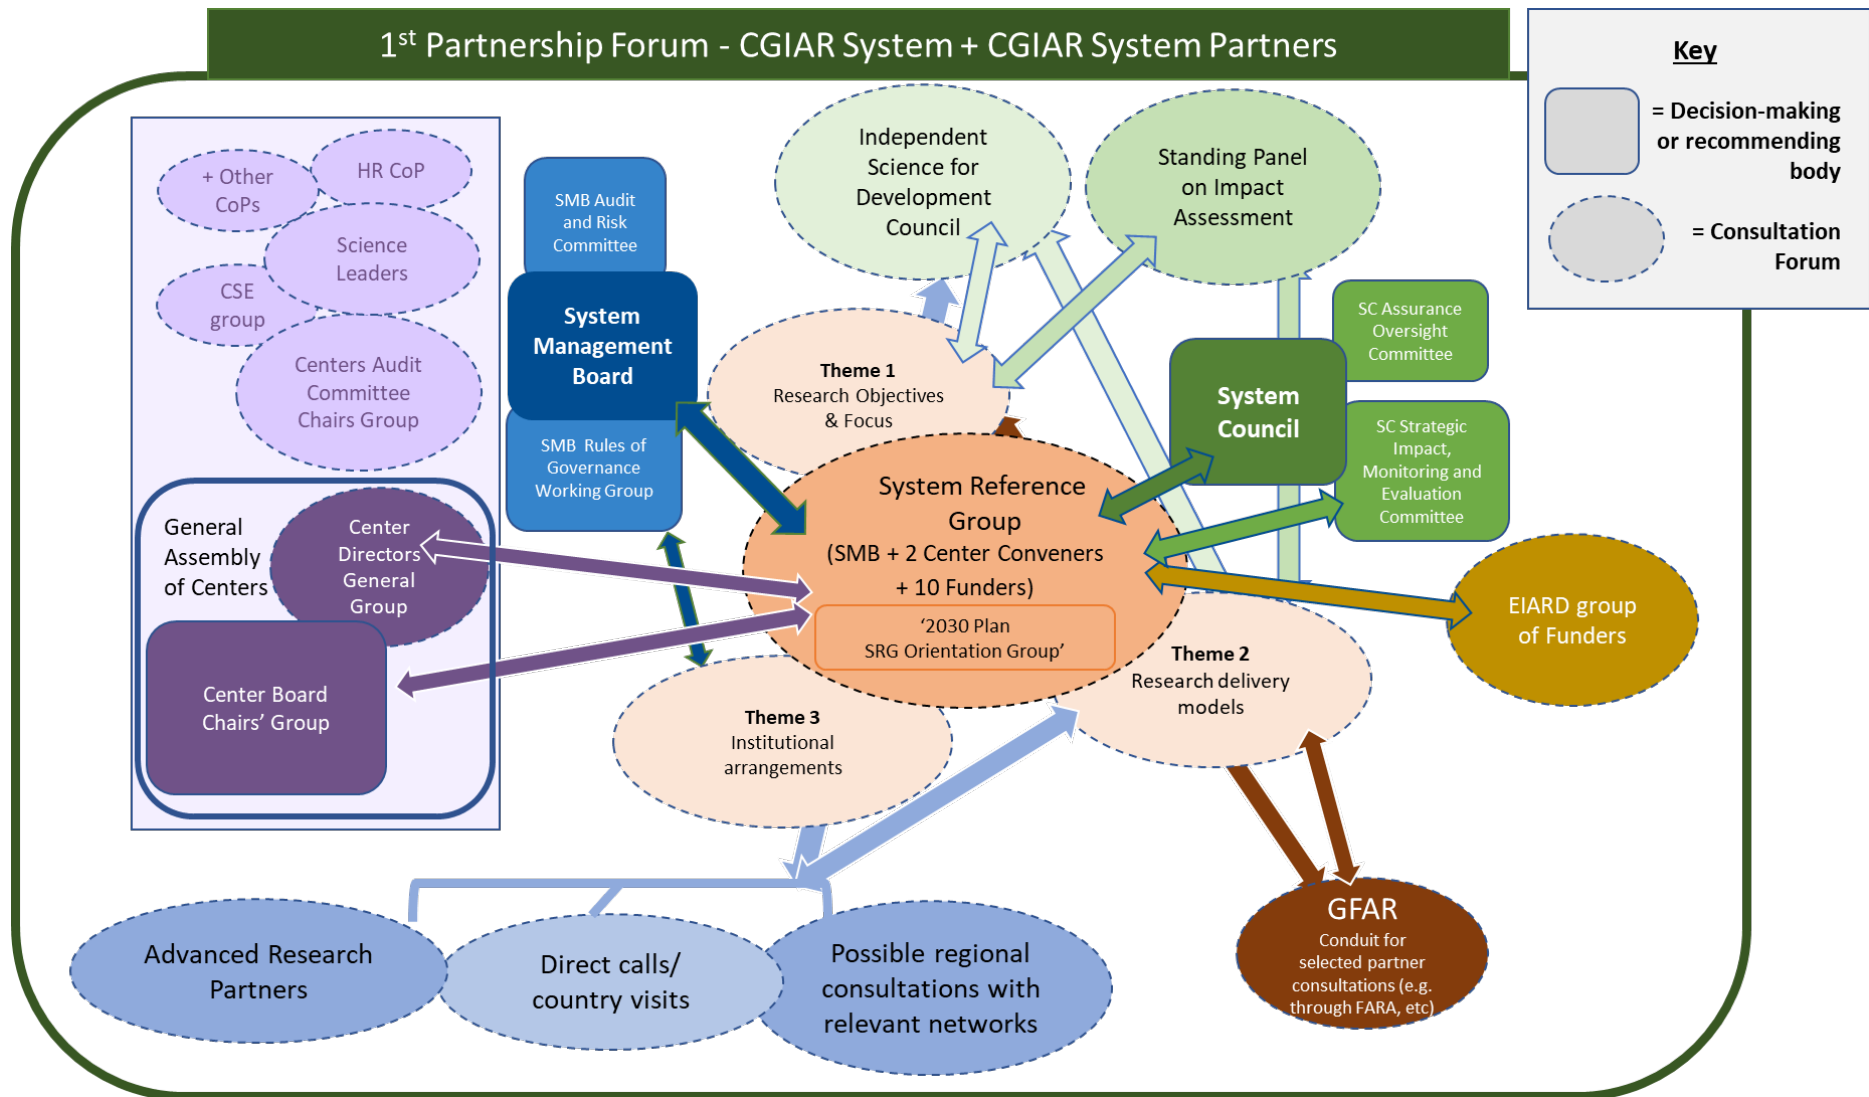 1st Partnership Forum - CGIAR System + CGIAR System Partners
Key
= Decision-making
or recommending
body
= Consultation
Forum
+ Other
CoPs
HR CoP
Science
Leaders
CSE
group
Centers Audit
Committee
Chairs Group
General
Assembly
of Centers
Center
Directors
General
Group
Center Board
Chairs’ Group
SMB Audit
and Risk
Committee
System
Management
Board
SMB Rules of
Governance
Working Group
Independent
Science for
Development
Council
Standing Panel
on Impact
Assessment
Theme 1
Research Objectives
& Focus
System
Council
SC Assurance
Oversight
Committee
SC Strategic
Impact,
Monitoring and
Evaluation
Committee
System Reference
Group
(SMB + 2 Center Conveners
+ 10 Funders)
‘2030 Plan
SRG Orientation Group’
EIARD group
of Funders
Theme 2
Research delivery
models
Theme 3
Institutional
arrangements
Advanced Research
Partners
Direct calls/
country visits
Possible regional
consultations with
relevant networks
GFAR
Conduit for
selected partner
consultations (e.g.
through FARA, etc)